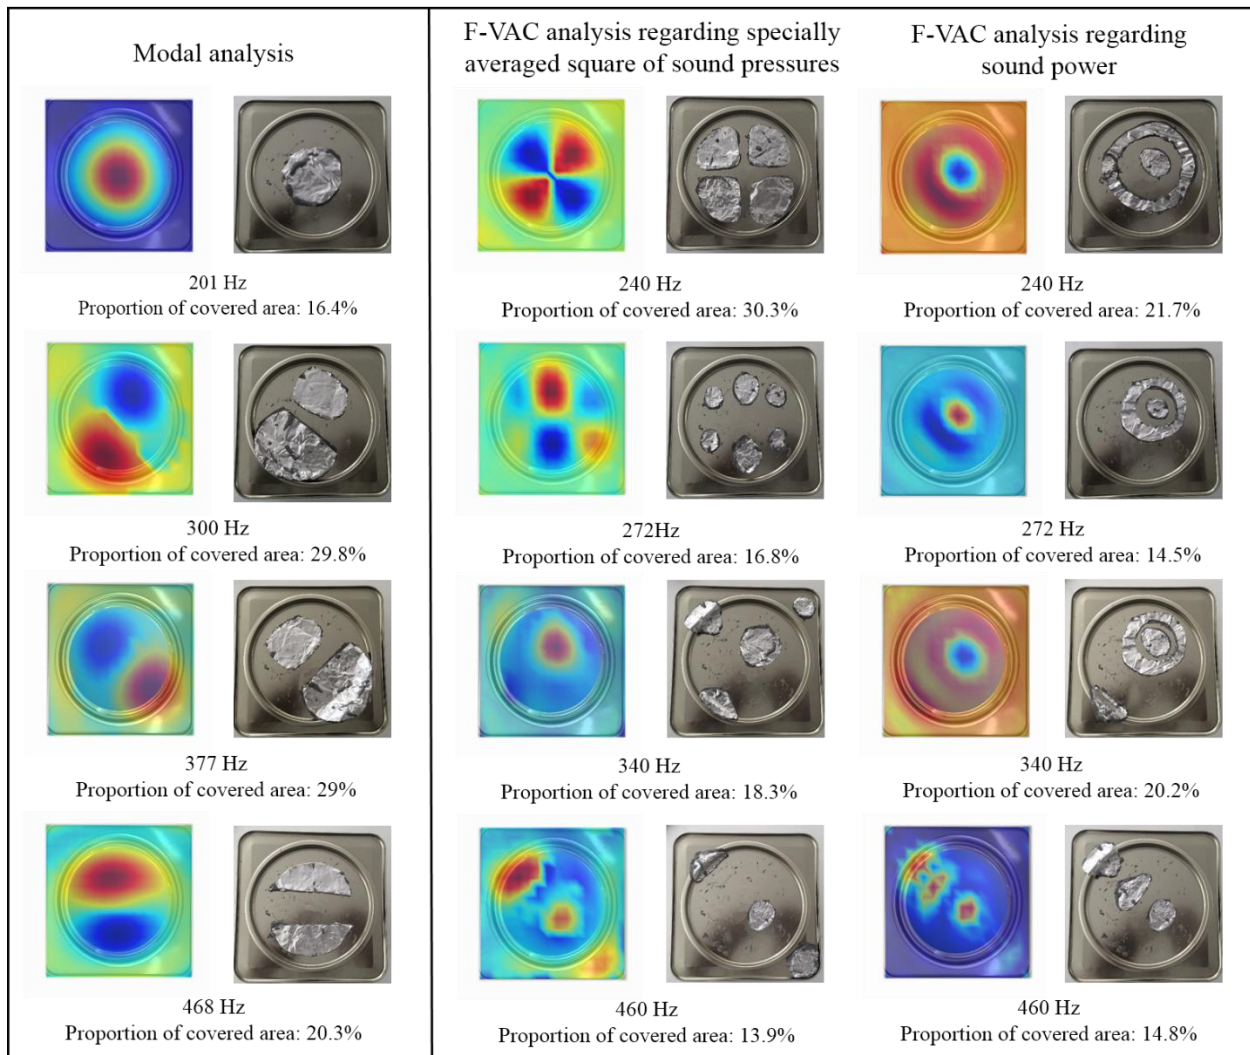 Modal analysis
F-VAC analysis regarding specially
averaged square of sound pressures
F-VAC analysis regarding
sound power
201 Hz
Proportion of covered area: 16.4%
240 Hz
Proportion of covered area: 30.3%
240 Hz
Proportion of covered area: 21.7%
300 Hz
Proportion of covered area: 29.8%
272Hz
Proportion of covered area: 16.8%
272 Hz
Proportion of covered area: 14.5%
377 Hz
Proportion of covered area: 29%
340 Hz
Proportion of covered area: 18.3%
340 Hz
Proportion of covered area: 20.2%
468 Hz
Proportion of covered area: 20.3%
460 Hz
Proportion of covered area: 13.9%
460 Hz
Proportion of covered area: 14.8%